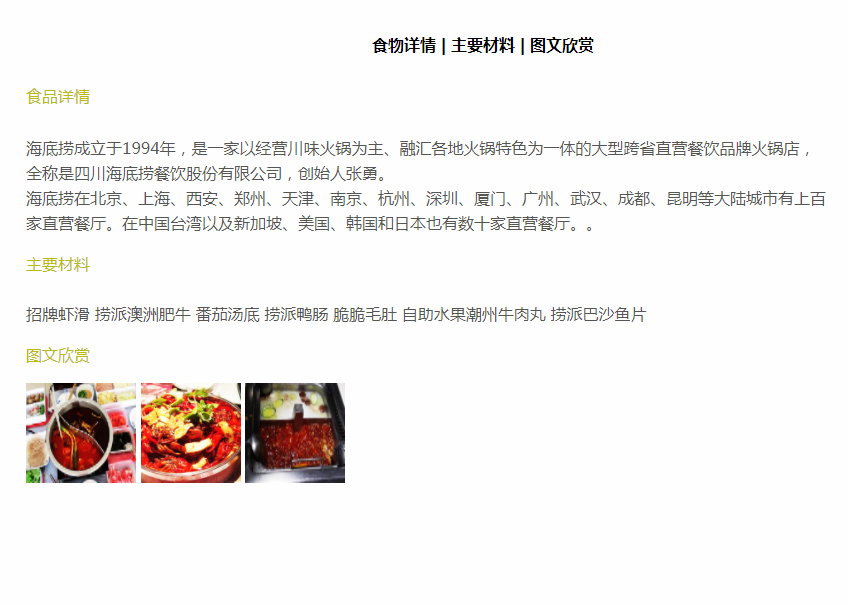 食物详情 | 主要材料 | 图文欣赏
食品详情
海底捞成立于1994年，是一家以经营川味火锅为主、融汇各地火锅特色为一体的大型跨省直营餐饮品牌火锅店，
全称是四川海底捞餐饮股份有限公司，创始人张勇。
海底捞在北京、上海、西安、郑州、天津、南京、杭州、深圳、厦门、广州、武汉、成都、昆明等大陆城市有上百
家直营餐厅。在中国台湾以及新加坡、美国、韩国和日本也有数十家直营餐厅。。
主要材料
招牌虾滑 捞派澳洲肥牛 番茄汤底 捞派鸭肠 脆脆毛肚 自助水果潮州牛肉丸 捞派巴沙鱼片
图文欣赏